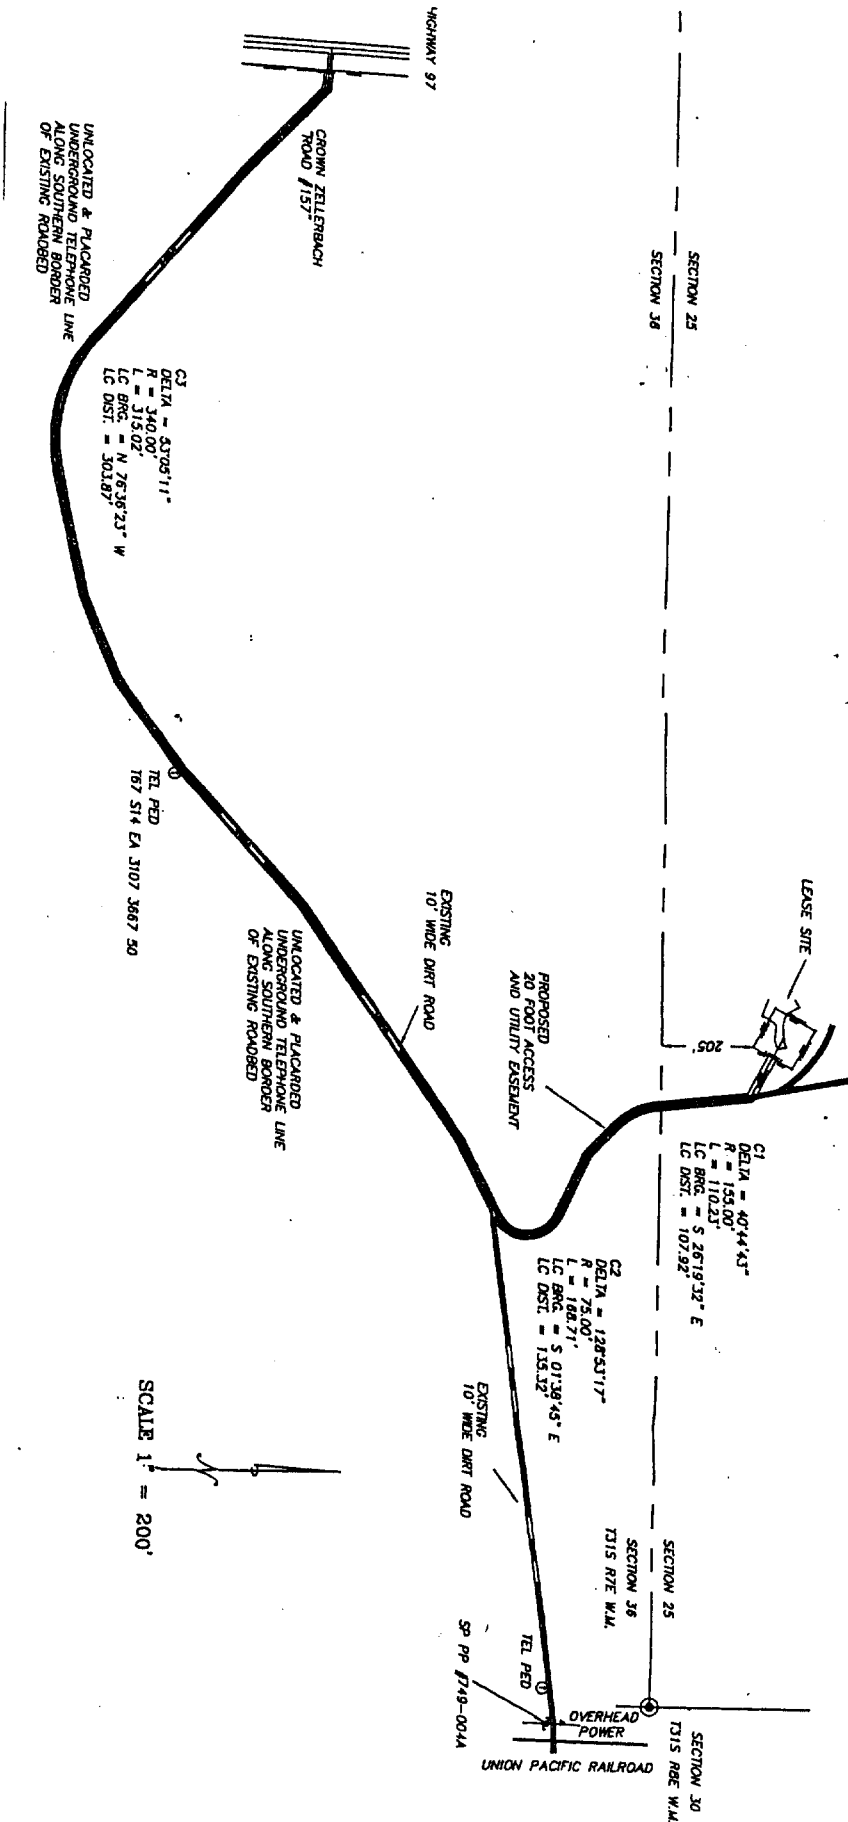 HIGHWAY 97
CROWN ZELLERBACH
ROAD #157"
UNLOCATED & PLACARDED
UNDERGROUND TELEPHONE LINE
ALONG SOUTHERN BORDER
OF EXISTING ROADBED
SECTION 25
SECTION 36
C3
DELTA = 53°05'11"
R = 340.00'
L = 315.02'
LC BRG. = N 76°36'23" W
LC DIST. = 303.87'
TEL PED
T67 S14 EA 3107 3667 50
UNLOCATED & PLACARDED
UNDERGROUND TELEPHONE LINE
ALONG SOUTHERN BORDER
OF EXISTING ROADBED
EXISTING
10' WIDE DIRT ROAD
PROPOSED
20 FOOT ACCESS
AND UTILITY EASEMENT
LEASE SITE
205'
C1
DELTA = 40°44'43"
R = 155.00'
L = 110.23'
LC BRG. = S 26°19'32" E
LC DIST. = 107.92'
C2
DELTA = 128°53'17"
R = 75.00'
L = 168.71'
LC BRG. = S 01°38'45" E
LC DIST. = 135.32'
EXISTING
10' WIDE DIRT ROAD
SCALE 1" = 200'
SECTION 25
SECTION 36
T31S R7E W.M.
TEL PED
SP PP #749-004A
OVERHEAD
POWER
UNION PACIFIC RAILROAD
SECTION 30
T31S R8E W.M.